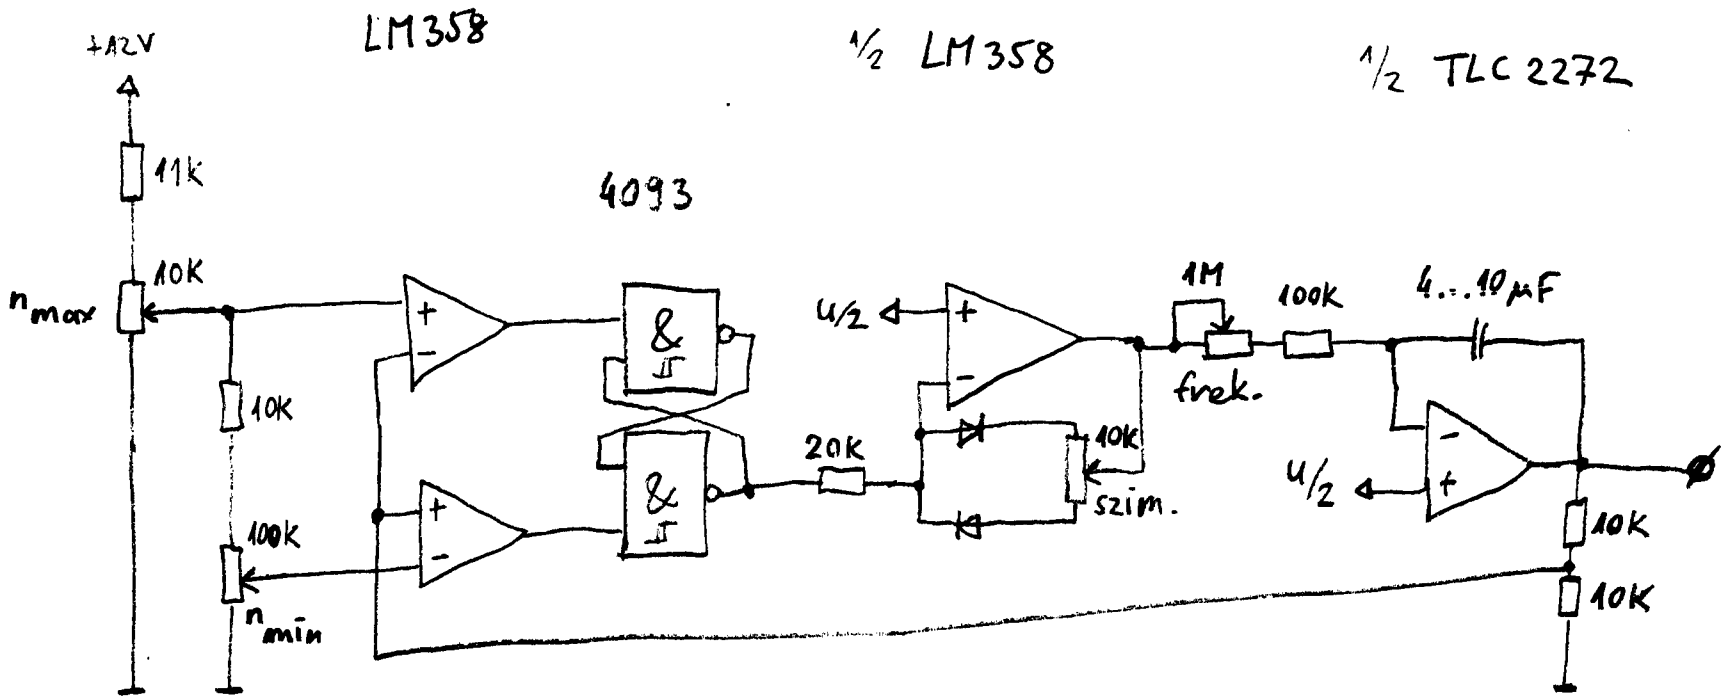 LM358
1/2 LM358
1/2 TLC2272
+12V
11K
4093
10K
n max
+
-
&
U/2
+
-
1M
100K
4...10µF
frek.
10K
20K
10K
szim.
&
+
-
100K
n min
-
+
U/2
10K
10K